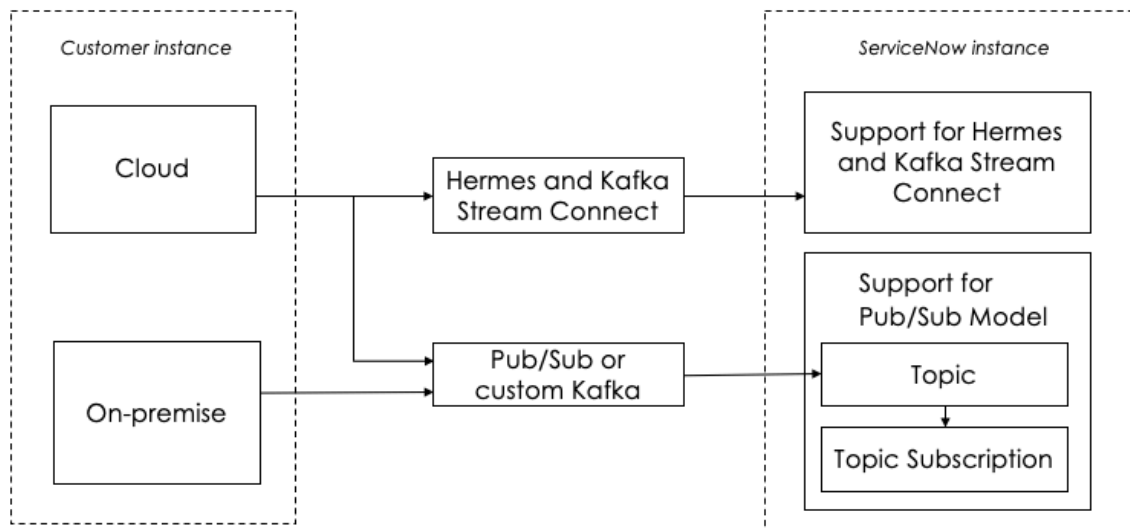 Customer instance
ServiceNow instance
Cloud
Hermes and Kafka
Stream Connect
Support for Hermes
and Kafka Stream
Connect
On-premise
Pub/Sub or
custom Kafka
Support for
Pub/Sub Model
Topic
Topic Subscription